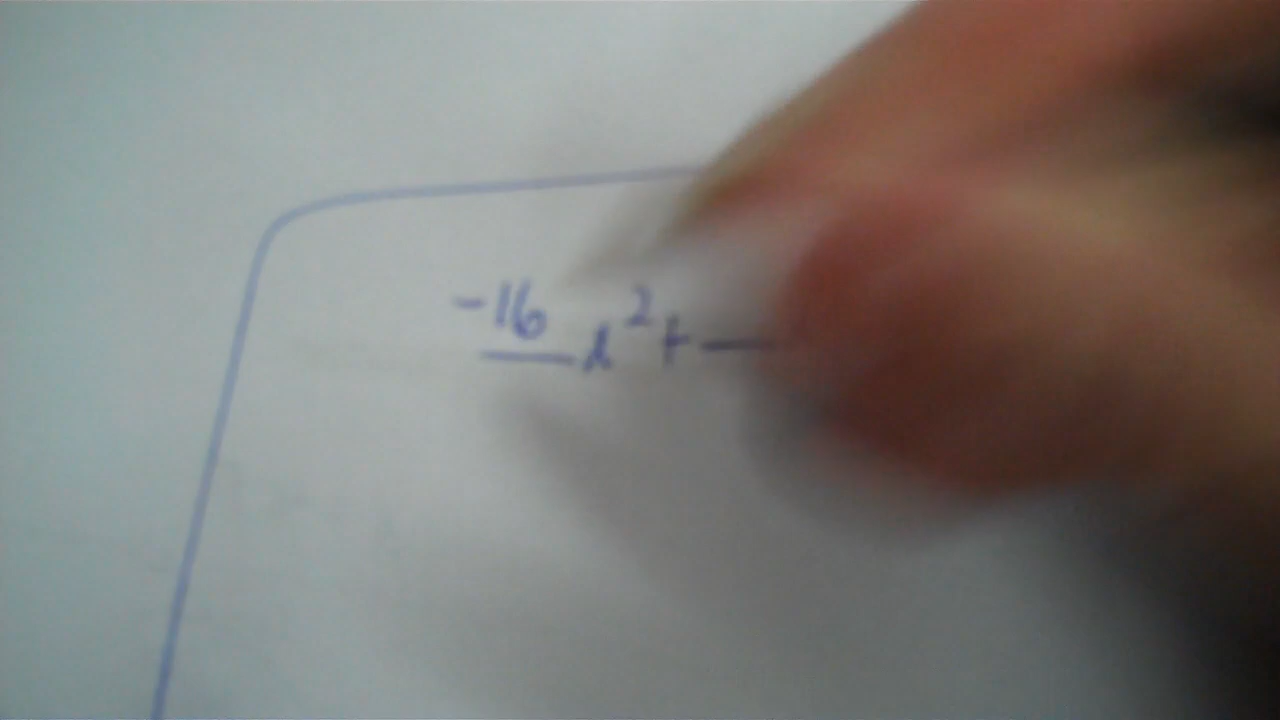 -16 x² + —